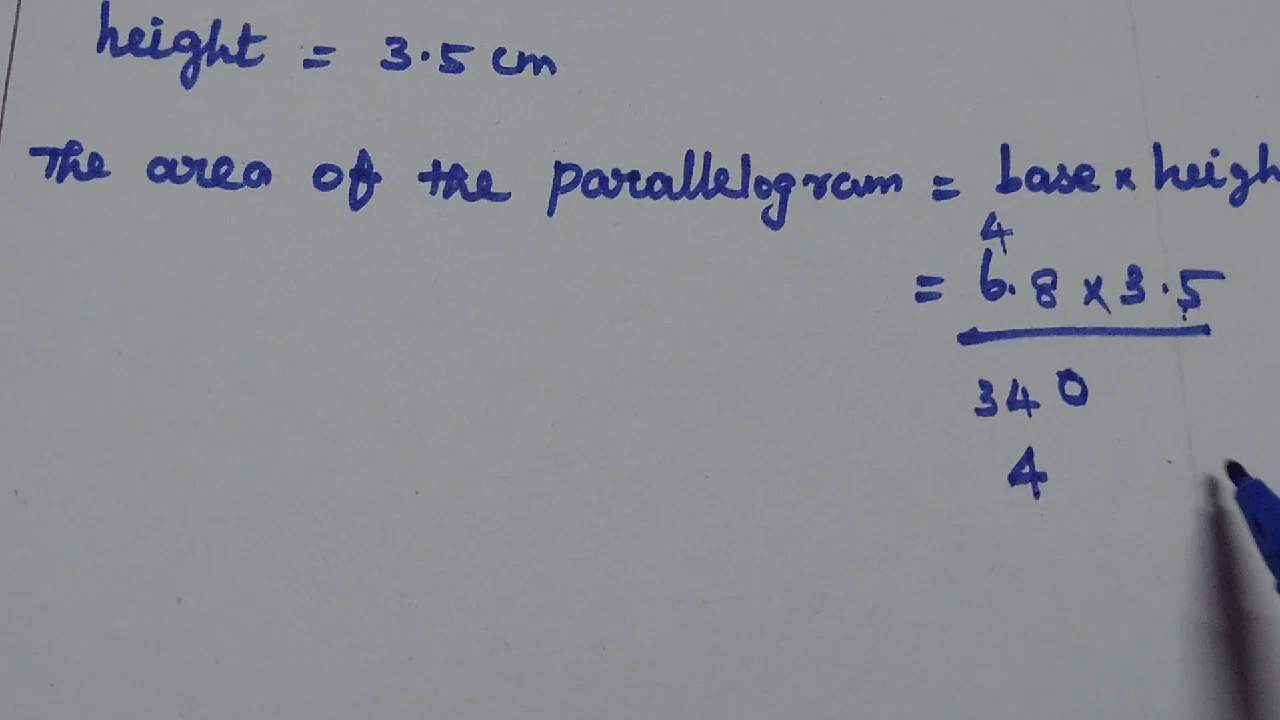 height = 3.5 cm
The area of the parallelogram = base × heigh
4
= 6.8 × 3.5
340
4